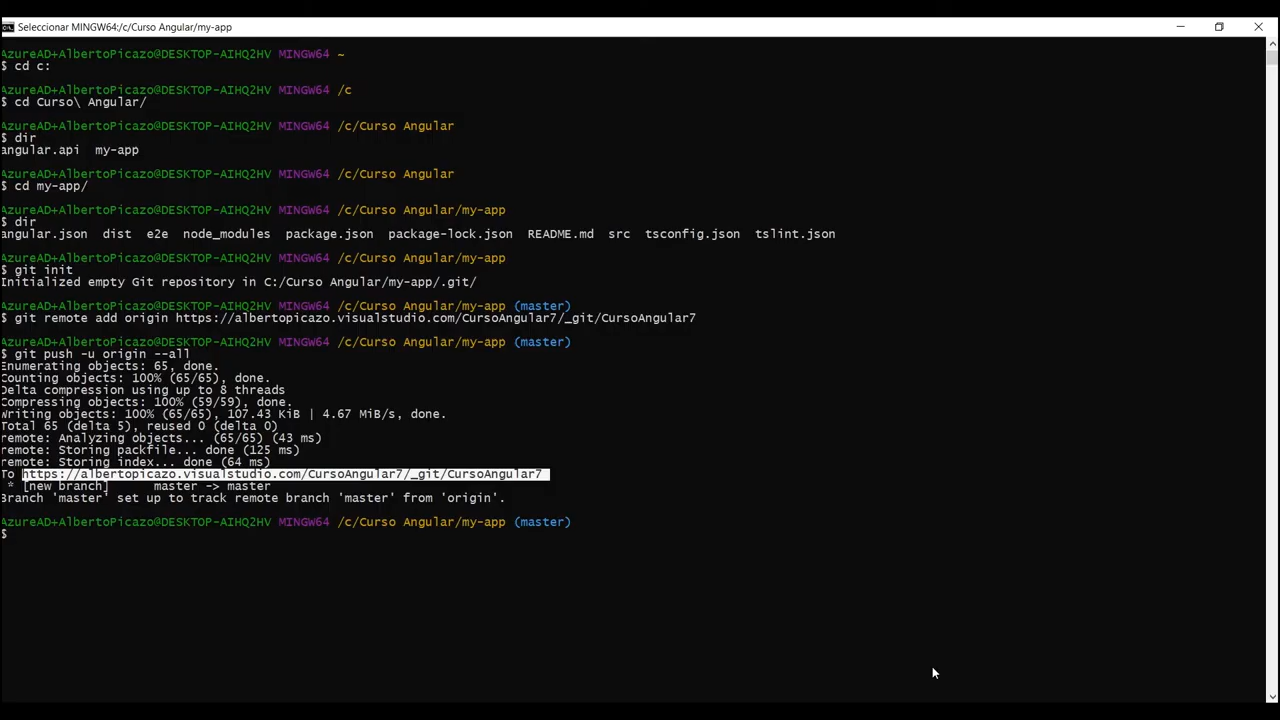 Seleccionar MINGW64:/c/Curso Angular/my-app
AzureAD+AlbertoPicazo@DESKTOP-AIHQ2HV MINGW64 ~
$ cd c:
AzureAD+AlbertoPicazo@DESKTOP-AIHQ2HV MINGW64 /c
$ cd Curso\ Angular/
AzureAD+AlbertoPicazo@DESKTOP-AIHQ2HV MINGW64 /c/Curso Angular
$ dir
angular.api  my-app
AzureAD+AlbertoPicazo@DESKTOP-AIHQ2HV MINGW64 /c/Curso Angular
$ cd my-app/
AzureAD+AlbertoPicazo@DESKTOP-AIHQ2HV MINGW64 /c/Curso Angular/my-app
$ dir
angular.json  dist  e2e  node_modules  package.json  package-lock.json  README.md  src  tsconfig.json  tslint.json
AzureAD+AlbertoPicazo@DESKTOP-AIHQ2HV MINGW64 /c/Curso Angular/my-app
$ git init
Initialized empty Git repository in C:/Curso Angular/my-app/.git/
AzureAD+AlbertoPicazo@DESKTOP-AIHQ2HV MINGW64 /c/Curso Angular/my-app (master)
$ git remote add origin https://albertopicazo.visualstudio.com/CursoAngular7/_git/CursoAngular7
AzureAD+AlbertoPicazo@DESKTOP-AIHQ2HV MINGW64 /c/Curso Angular/my-app (master)
$ git push -u origin --all
Enumerating objects: 65, done.
Counting objects: 100% (65/65), done.
Delta compression using up to 8 threads
Compressing objects: 100% (59/59), done.
Writing objects: 100% (65/65), 107.43 KiB | 4.67 MiB/s, done.
Total 65 (delta 5), reused 0 (delta 0)
remote: Analyzing objects... (65/65) (43 ms)
remote: Storing packfile... done (125 ms)
remote: Storing index... done (64 ms)
To https://albertopicazo.visualstudio.com/CursoAngular7/_git/CursoAngular7
 * [new branch]      master -> master
Branch 'master' set up to track remote branch 'master' from 'origin'.
AzureAD+AlbertoPicazo@DESKTOP-AIHQ2HV MINGW64 /c/Curso Angular/my-app (master)
$